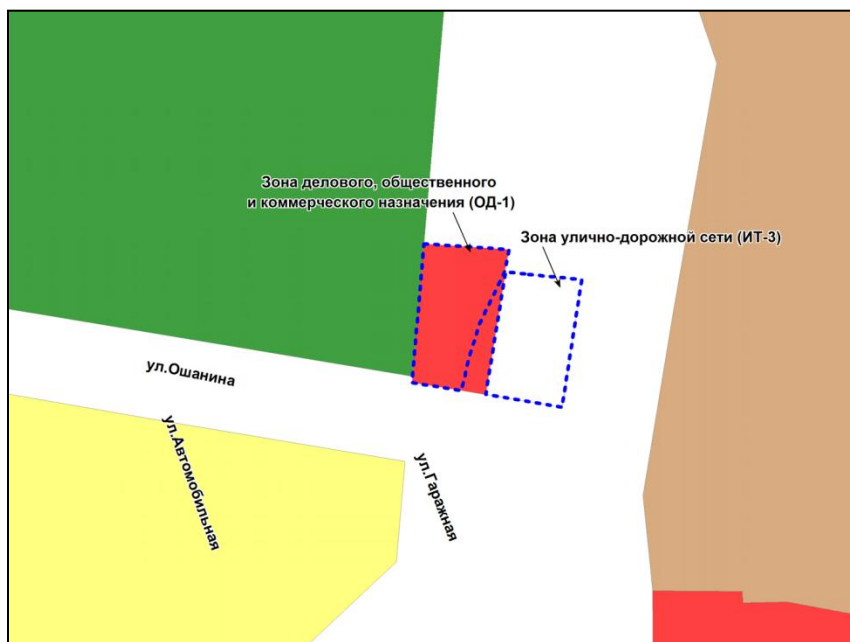 Зона делового, общественного
и коммерческого назначения (ОД-1)
Зона улично-дорожной сети (ИТ-3)
ул.Ошанина
ул.Автомобильная
ул.Гаражная